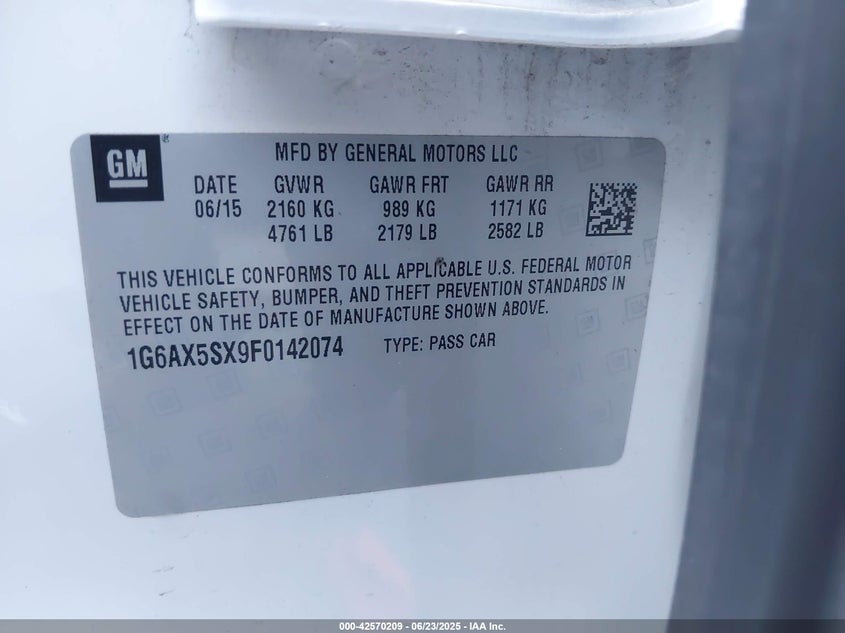 GM
MFD BY GENERAL MOTORS LLC
DATE GVWR GAWR FRT GAWR RR
06/15 2160 KG 989 KG 1171 KG
4761 LB 2179 LB 2582 LB
THIS VEHICLE CONFORMS TO ALL APPLICABLE U.S. FEDERAL MOTOR
VEHICLE SAFETY, BUMPER, AND THEFT PREVENTION STANDARDS IN
EFFECT ON THE DATE OF MANUFACTURE SHOWN ABOVE.
1G6AX5SX9F0142074 TYPE: PASS CAR
000-42570209 - 06/23/2025 - IAA Inc.